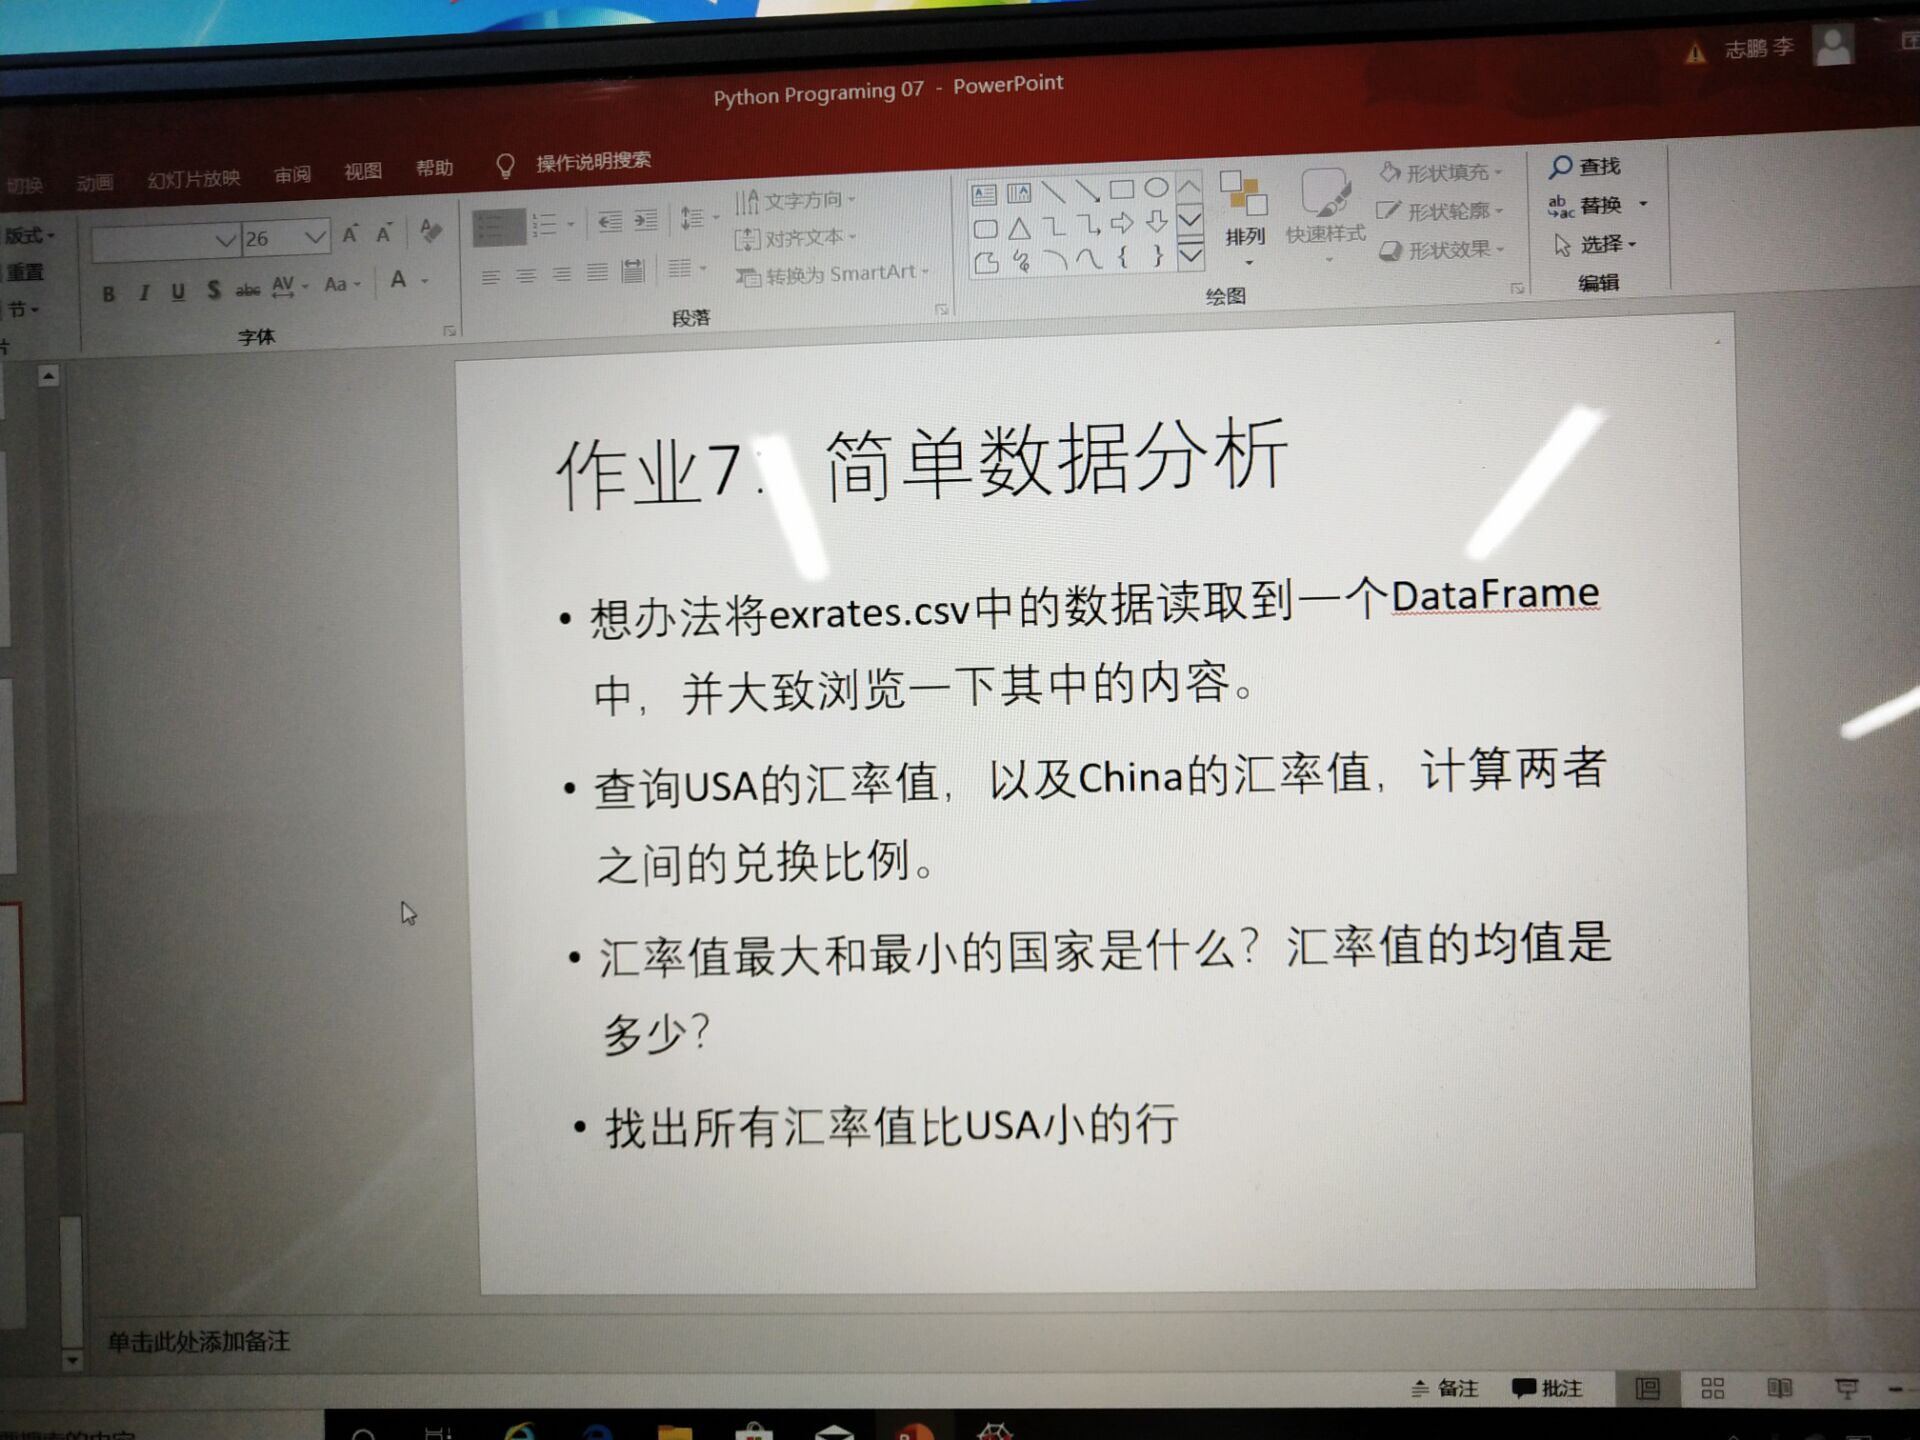 志鹏 李
Python Programing 07 - PowerPoint
切换 动画 幻灯片放映 审阅 视图 帮助 操作说明搜索
版式
重置
节
26
B I U S abc AV Aa A
字体
文字方向
对齐文本
转换为 SmartArt
段落
排列
快速样式
形状填充
形状轮廓
形状效果
绘图
查找
替换
选择
编辑
作业7: 简单数据分析
• 想办法将exrates.csv中的数据读取到一个DataFrame
中，并大致浏览一下其中的内容。
• 查询USA的汇率值，以及China的汇率值，计算两者
之间的兑换比例。
• 汇率值最大和最小的国家是什么？汇率值的均值是
多少？
• 找出所有汇率值比USA小的行
单击此处添加备注
备注 批注